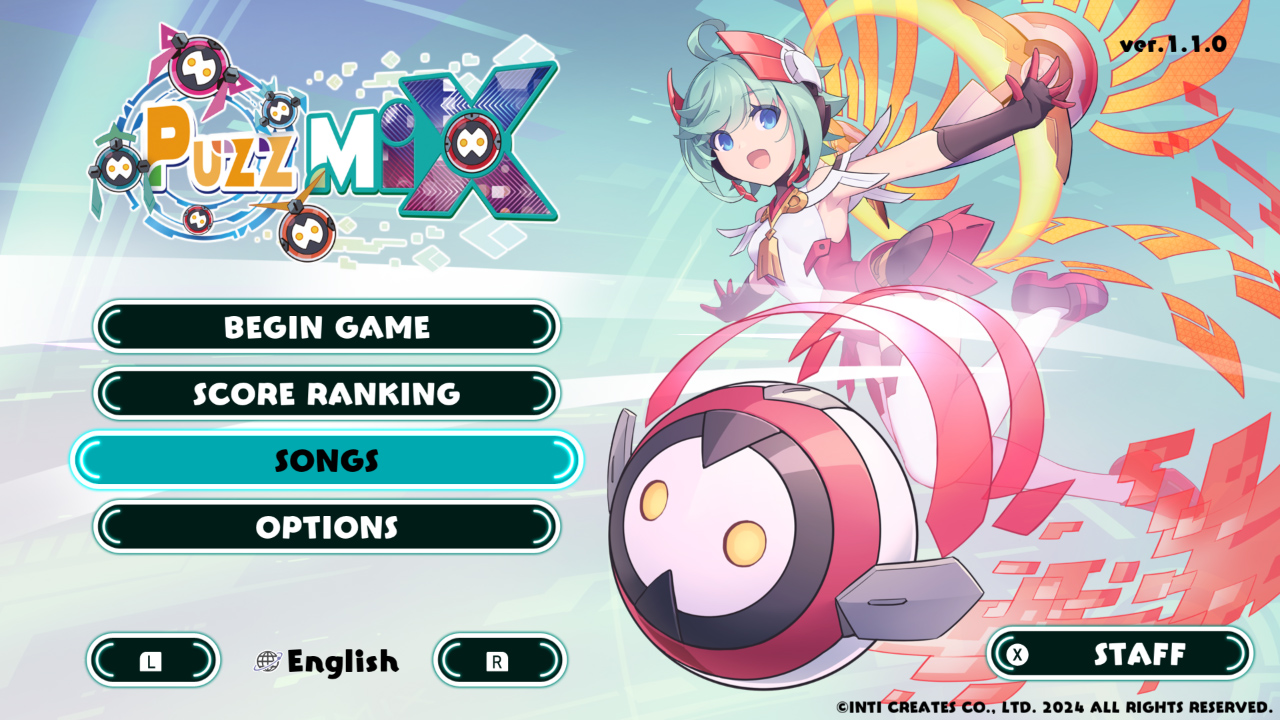 ver.1.1.0
PUZZMiX
BEGIN GAME
SCORE RANKING
SONGS
OPTIONS
L English R
X STAFF
©INTI CREATES CO., LTD. 2024 ALL RIGHTS RESERVED.